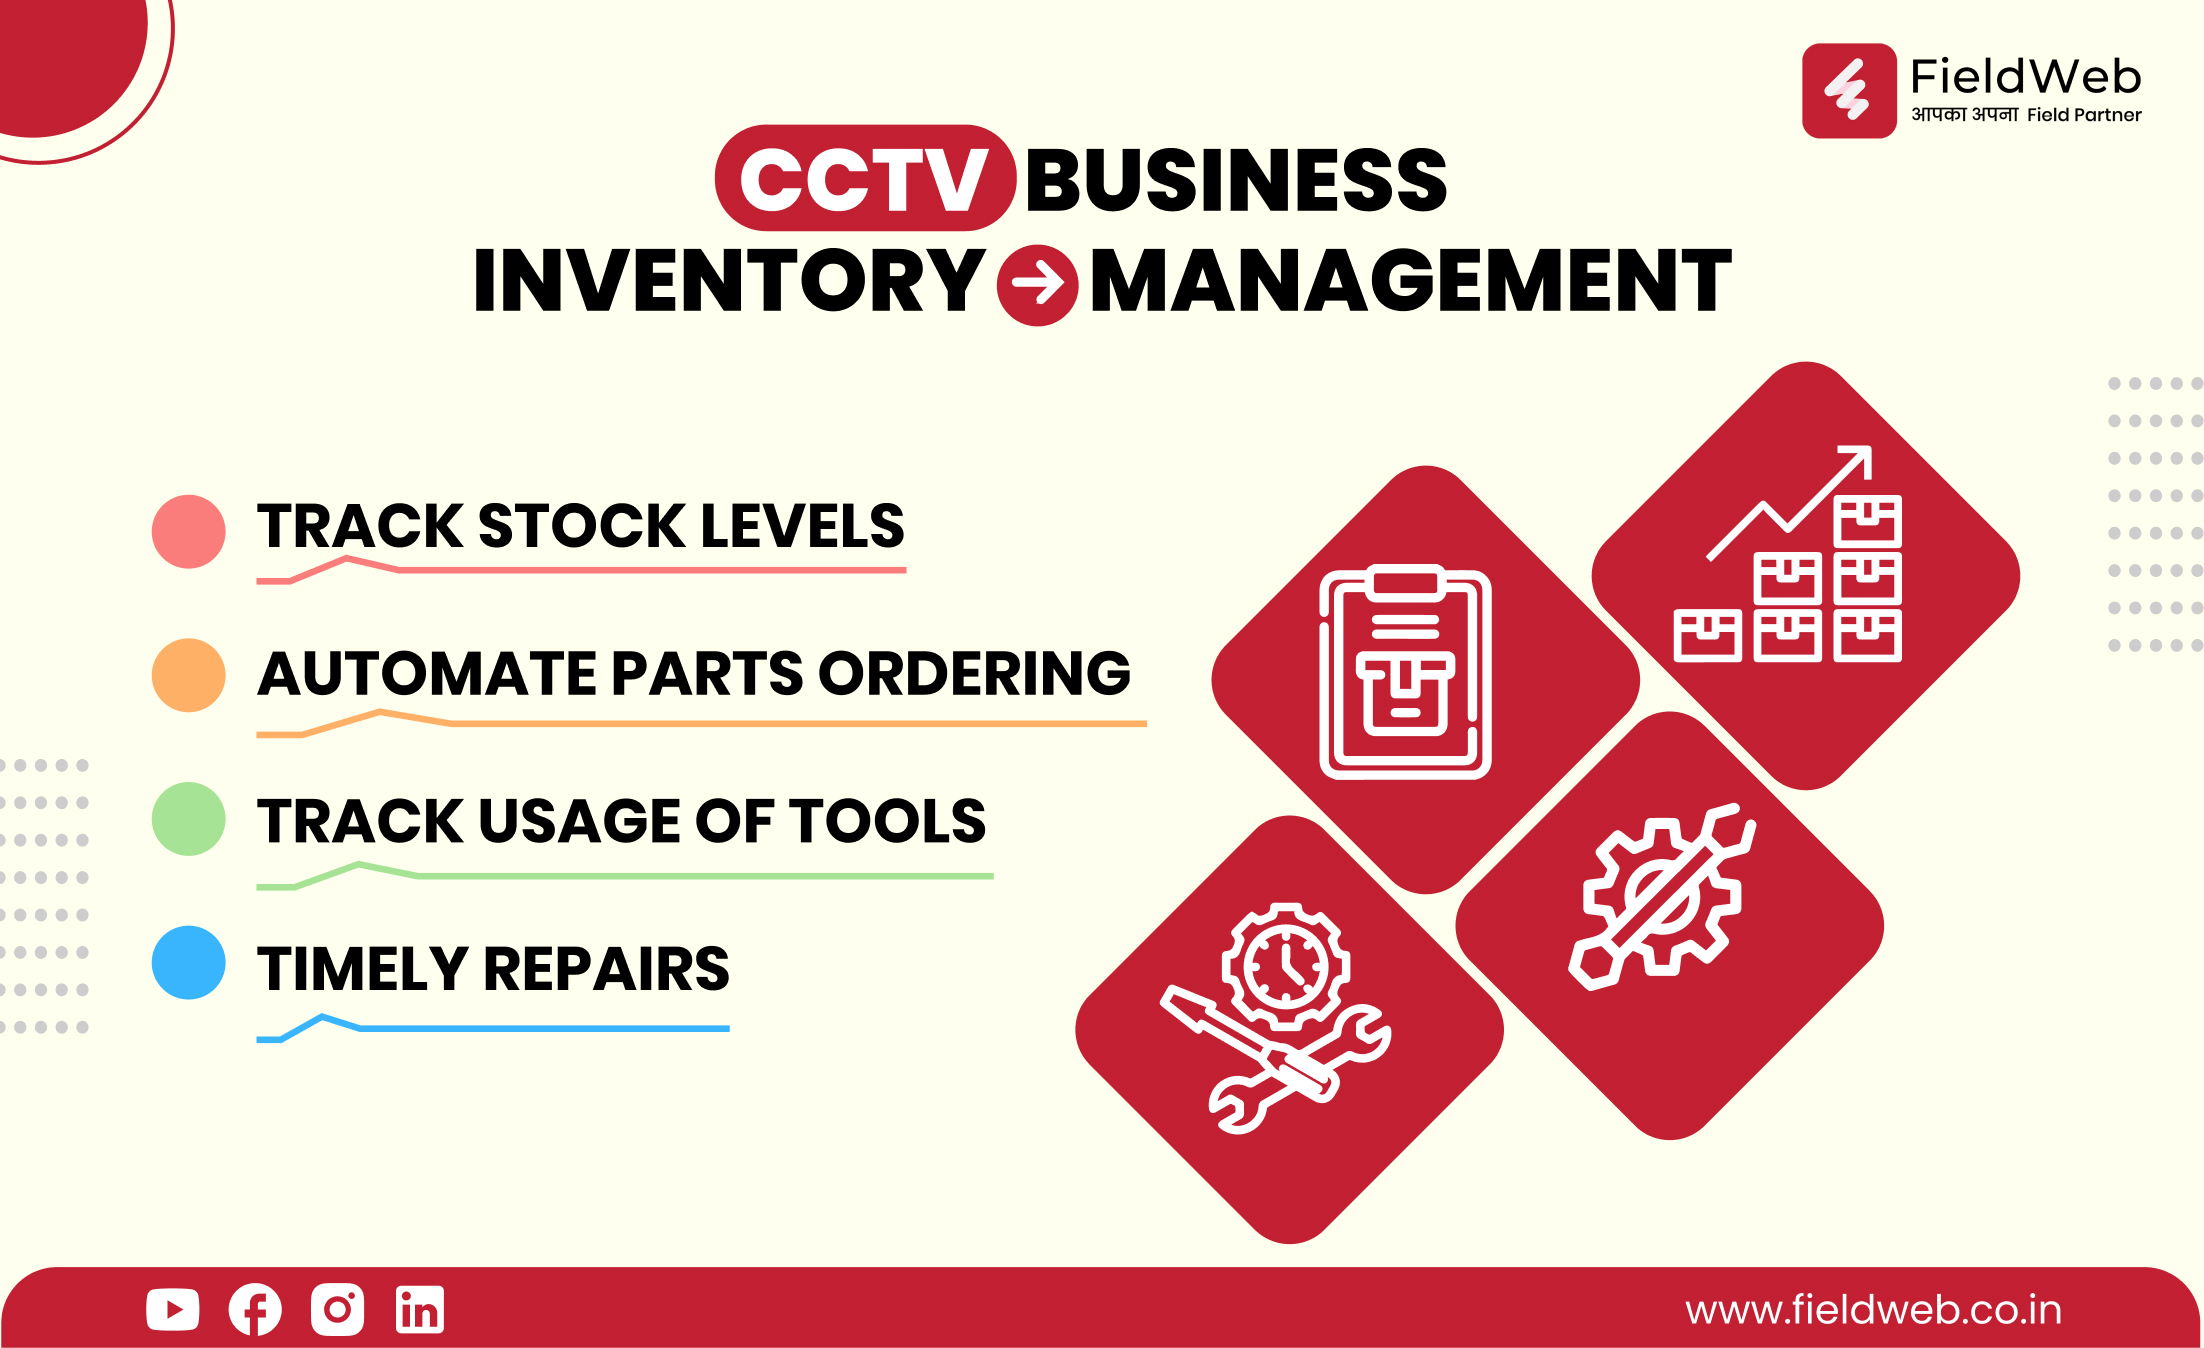 FieldWeb
आपका अपना Field Partner
CCTV BUSINESS
INVENTORY MANAGEMENT
TRACK STOCK LEVELS
AUTOMATE PARTS ORDERING
TRACK USAGE OF TOOLS
TIMELY REPAIRS
www.fieldweb.co.in